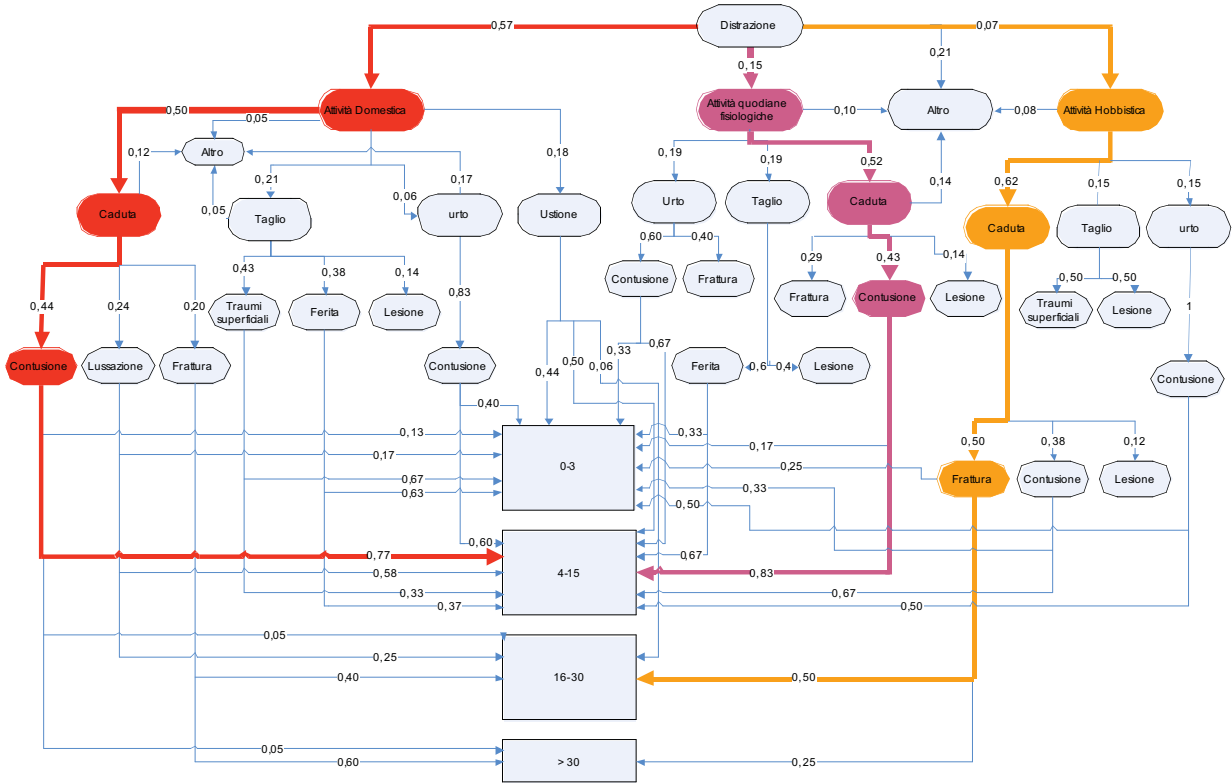 Distrazione
0,57
0,07
0,21
0,15
Attività Domestica
Attività quodiane
fisiologiche
Altro
Attività Hobbistica
0,50
0,05
0,10
0,08
0,12
Altro
0,18
0,19
0,19
0,52
0,14
0,62
0,15
0,15
0,21
0,06
0,17
0,05
Caduta
Taglio
urto
Ustione
Urto
Taglio
Caduta
Caduta
Taglio
urto
0,60
0,40
0,43
0,38
0,14
0,83
0,29
0,43
0,14
0,50
0,50
Contusione
Frattura
Frattura
Contusione
Lesione
Traumi
superficiali
Lesione
0,44
0,24
0,20
Traumi
superficiali
Ferita
Lesione
1
Contusione
Lussazione
Frattura
Contusione
0,44
0,50
0,06
0,33
0,67
Ferita
0,6
0,4
Lesione
Contusione
0,40
0,13
0,33
0,17
0,17
0-3
0,25
0,50
0,38
0,12
0,67
0,63
0,33
0,50
Frattura
Contusione
Lesione
0,60
0,77
0,67
0,58
4-15
0,83
0,33
0,67
0,37
0,50
0,05
0,25
0,40
16-30
0,50
0,05
0,60
> 30
0,25